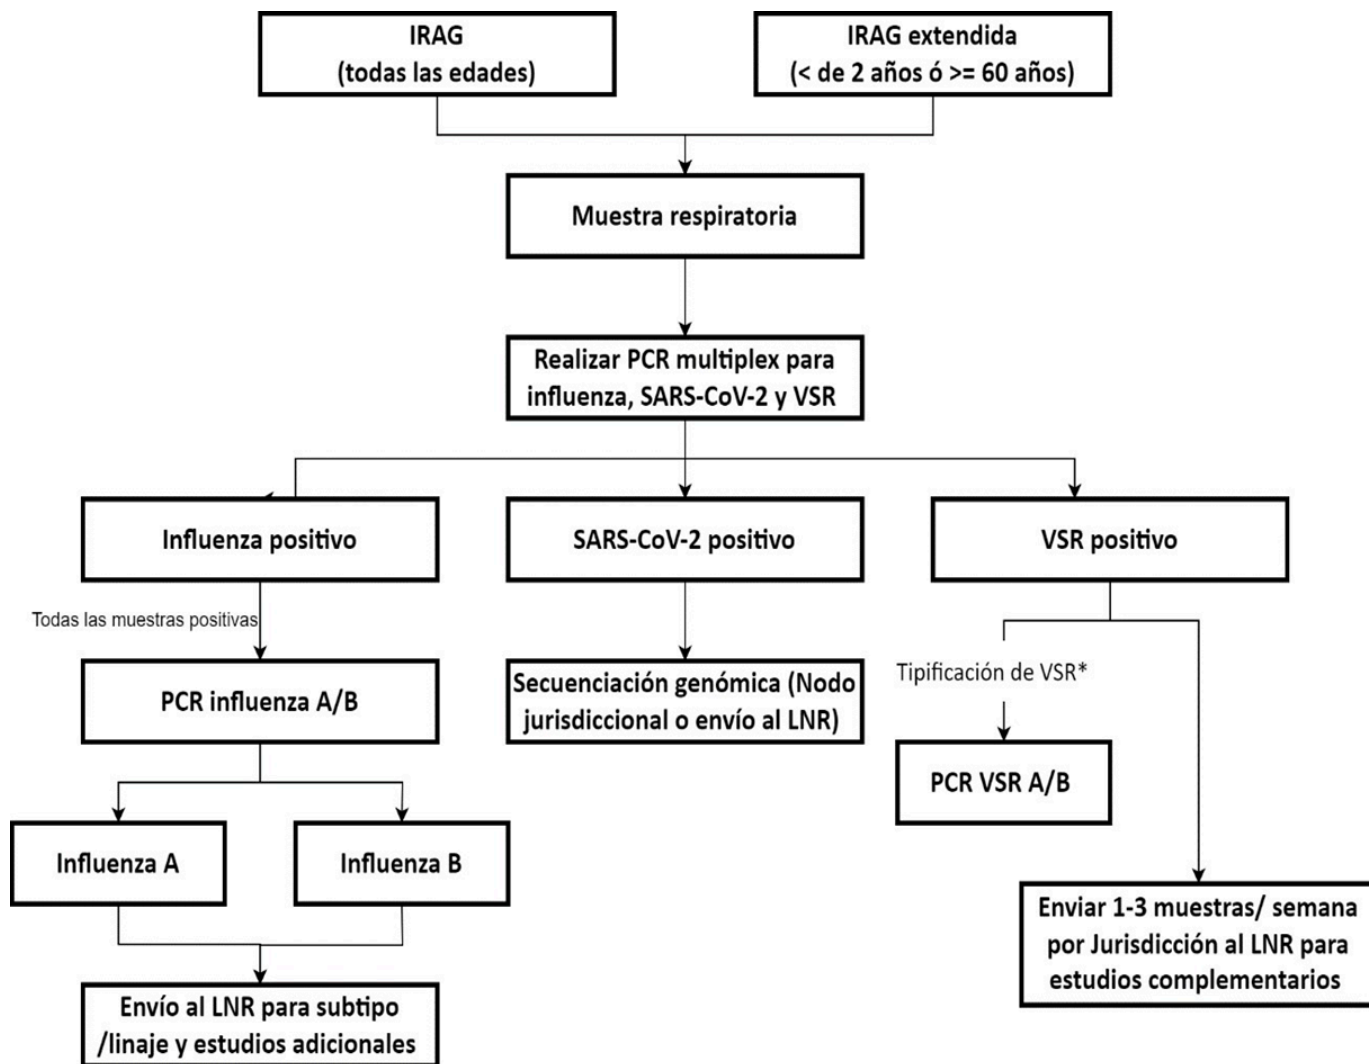 IRAG
(todas las edades)
IRAG extendida
(< de 2 años ó >= 60 años)
Muestra respiratoria
Realizar PCR multiplex para
influenza, SARS-CoV-2 y VSR
Influenza positivo
SARS-CoV-2 positivo
VSR positivo
Todas las muestras positivas
PCR influenza A/B
Secuenciación genómica (Nodo
jurisdiccional o envío al LNR)
Tipificación de VSR*
PCR VSR A/B
Influenza A
Influenza B
Enviar 1-3 muestras/ semana
por Jurisdicción al LNR para
estudios complementarios
Envío al LNR para subtipo
/linaje y estudios adicionales